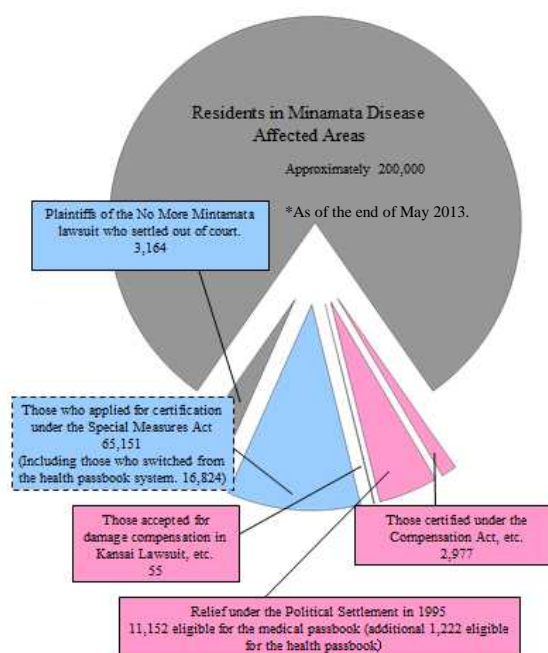 Residents in Minamata Disease
Affected Areas
Approximately 200,000
*As of the end of May 2013.
Plaintiffs of the No More Mintamata
lawsuit who settled out of court.
3,164
Those who applied for certification
under the Special Measures Act
65,151
(Including those who switched from
the health passbook system. 16,824)
Those accepted for
damage compensation in
Kansai Lawsuit, etc.
55
Those certified under the
Compensation Act, etc.
2,977
Relief under the Political Settlement in 1995
11,152 eligible for the medical passbook (additional 1,222 eligible
for the health passbook)